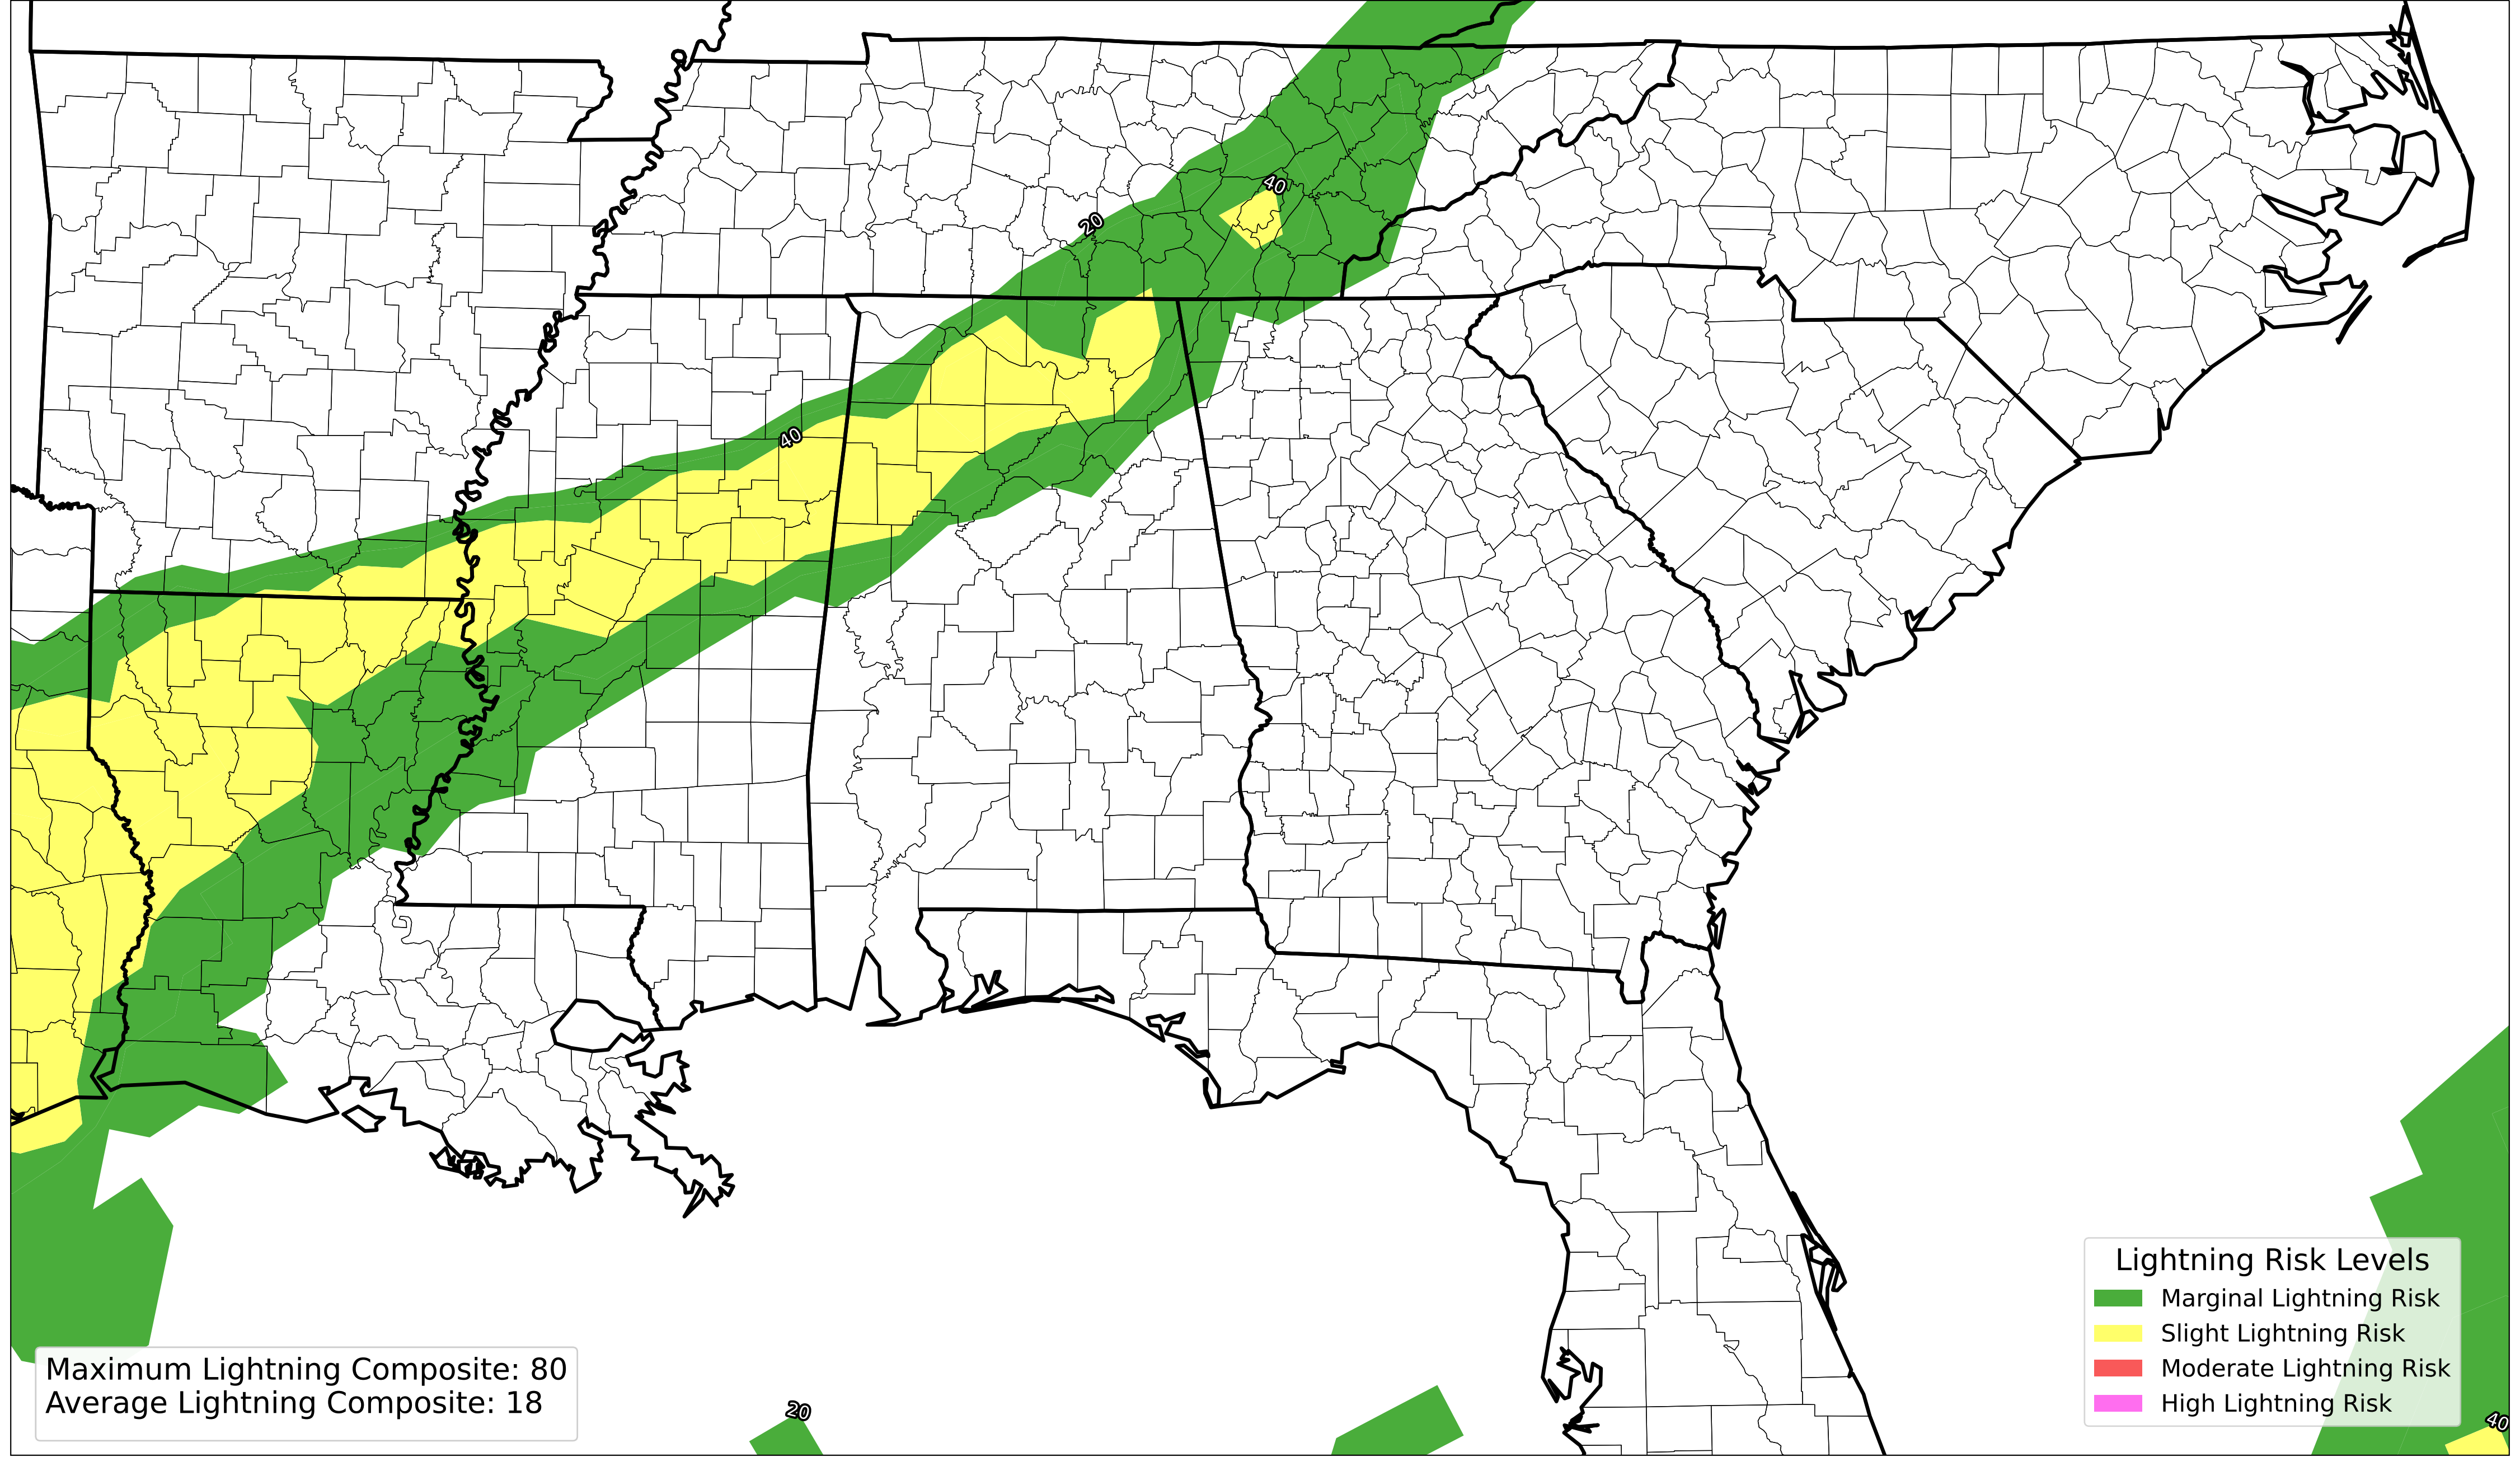 40
20
40
20
40
Maximum Lightning Composite: 80
Average Lightning Composite: 18
Lightning Risk Levels
Marginal Lightning Risk
Slight Lightning Risk
Moderate Lightning Risk
High Lightning Risk